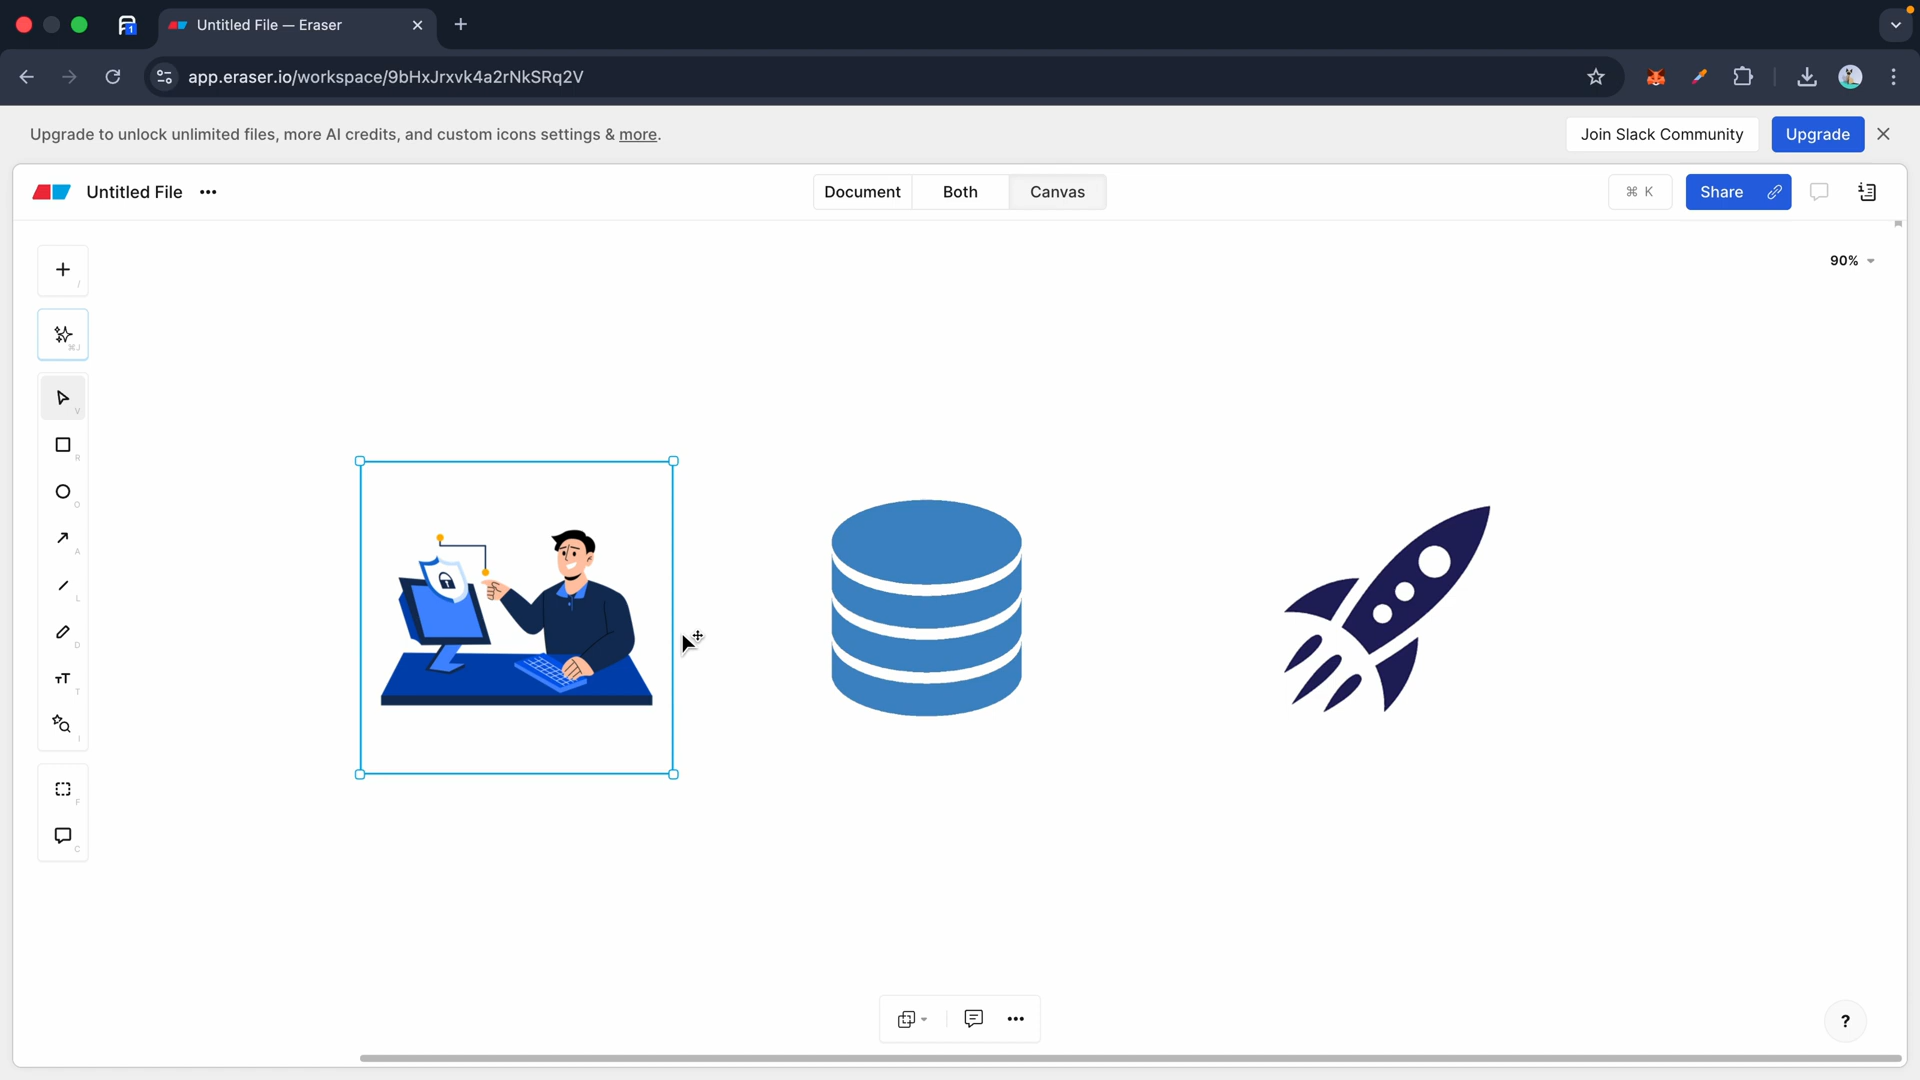 Untitled File — Eraser
app.eraser.io/workspace/9bHxJrxvk4a2rNkSRq2V
Upgrade to unlock unlimited files, more AI credits, and custom icons settings & more.
Join Slack Community
Upgrade
Untitled File
Document
Both
Canvas
⌘ K
Share
90%
/
⌘J
V
R
O
A
L
D
T
I
F
C
?